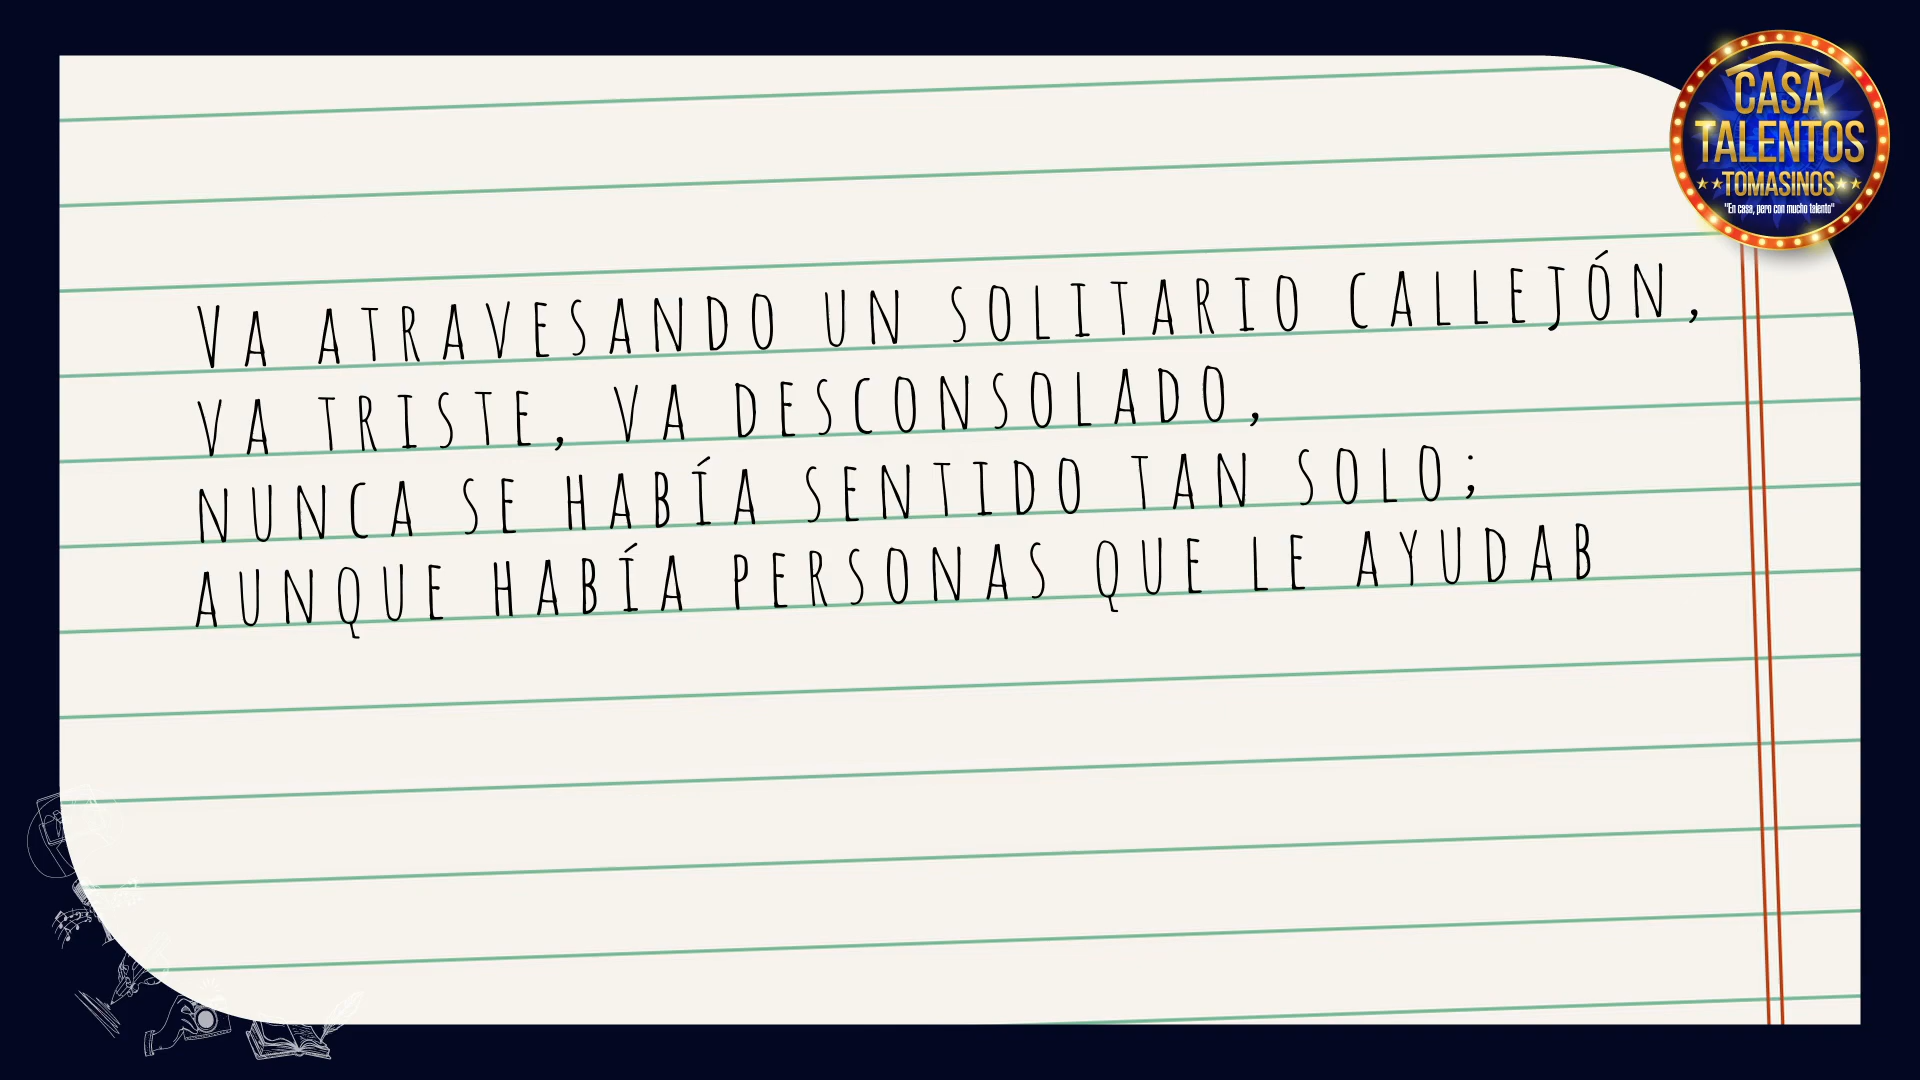 CASA
TALENTOS
TOMASINOS
"En casa, pero con mucho talento"
VA ATRAVESANDO UN SOLITARIO CALLEJÓN,
VA TRISTE, VA DESCONSOLADO,
NUNCA SE HABÍA SENTIDO TAN SOLO;
AUNQUE HABÍA PERSONAS QUE LE AYUDAB